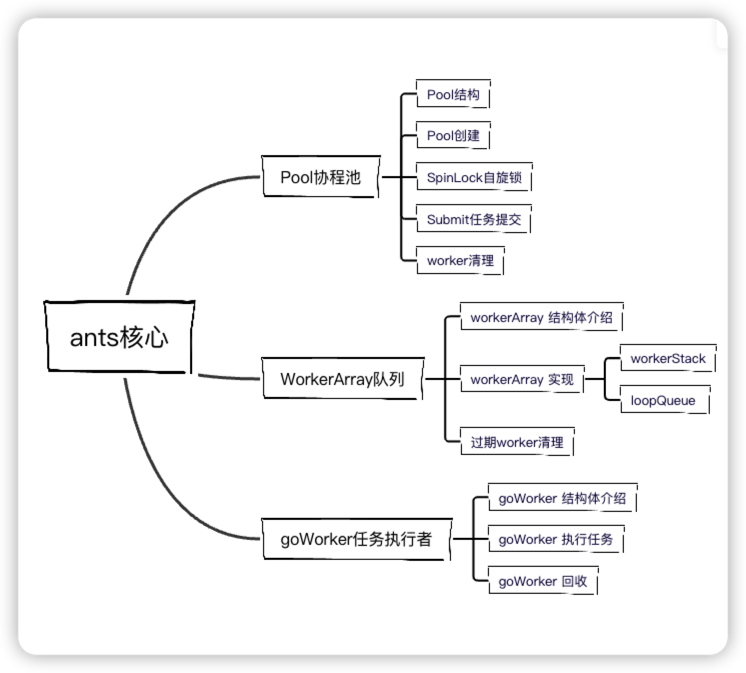 ants核心
Pool协程池
Pool结构
Pool创建
SpinLock自旋锁
Submit任务提交
worker清理
WorkerArray队列
workerArray 结构体介绍
workerArray 实现
workerStack
loopQueue
过期worker清理
goWorker任务执行者
goWorker 结构体介绍
goWorker 执行任务
goWorker 回收